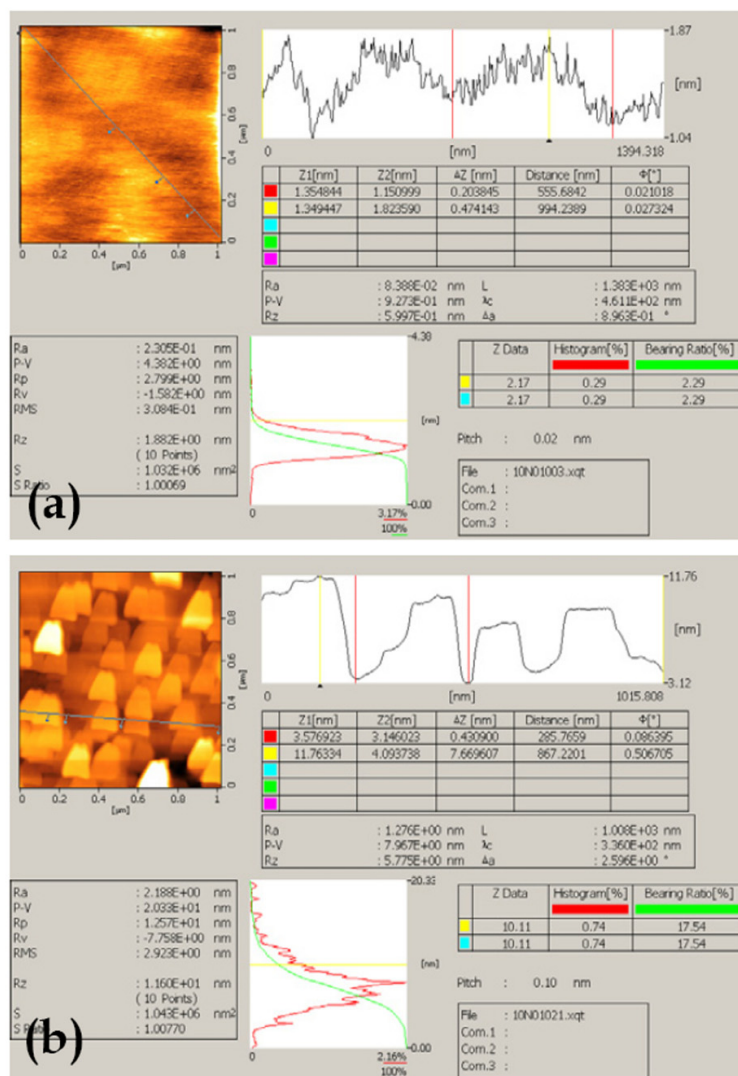 1
0.8
0.6
0.4
0.2
0
[µm]
0 0.2 0.4 0.6 0.8 1
[µm]
1.87
[nm]
1.04
0 [nm] 1394.318
Z1[nm] Z2[nm] ΔZ [nm] Distance [nm] Φ[°]
1.354844 1.150999 0.203845 555.6842 0.021018
1.349447 1.823590 0.474143 994.2389 0.027324
Ra : 8.388E-02 nm L : 1.383E+03 nm
P-V : 9.273E-01 nm λc : 4.611E+02 nm
Rz : 5.997E-01 nm Δa : 8.963E-01 °
Ra : 2.305E-01 nm
P-V : 4.382E+00 nm
Rp : 2.799E+00 nm
Rv : -1.582E+00 nm
RMS : 3.084E-01 nm
Rz : 1.882E+00 nm
(10 Points)
S : 1.032E+06 nm2
S Ratio : 1.00069
(a)
4.38
[nm]
0.00
0 3.17%
100%
Z Data Histogram[%] Bearing Ratio[%]
2.17 0.29 2.29
2.17 0.29 2.29
Pitch : 0.02 nm
File : 10N01003.xqt
Com.1 :
Com.2 :
Com.3 :
1
0.8
0.6
0.4
0.2
0
[µm]
0 0.2 0.4 0.6 0.8 1
[µm]
11.76
[nm]
3.12
0 [nm] 1015.808
Z1[nm] Z2[nm] ΔZ [nm] Distance [nm] Φ[°]
3.576923 3.146023 0.430900 285.7659 0.086395
11.76334 4.093738 7.669607 867.2201 0.506705
Ra : 1.276E+00 nm L : 1.008E+03 nm
P-V : 7.967E+00 nm λc : 3.360E+02 nm
Rz : 5.775E+00 nm Δa : 2.596E+00 °
Ra : 2.188E+00 nm
P-V : 2.033E+01 nm
Rp : 1.257E+01 nm
Rv : -7.758E+00 nm
RMS : 2.923E+00 nm
Rz : 1.160E+01 nm
(10 Points)
S : 1.043E+06 nm2
S Ratio : 1.00770
(b)
20.33
[nm]
0.00
0 2.16%
100%
Z Data Histogram[%] Bearing Ratio[%]
10.11 0.74 17.54
10.11 0.74 17.54
Pitch : 0.10 nm
File : 10N01021.xqt
Com.1 :
Com.2 :
Com.3 :